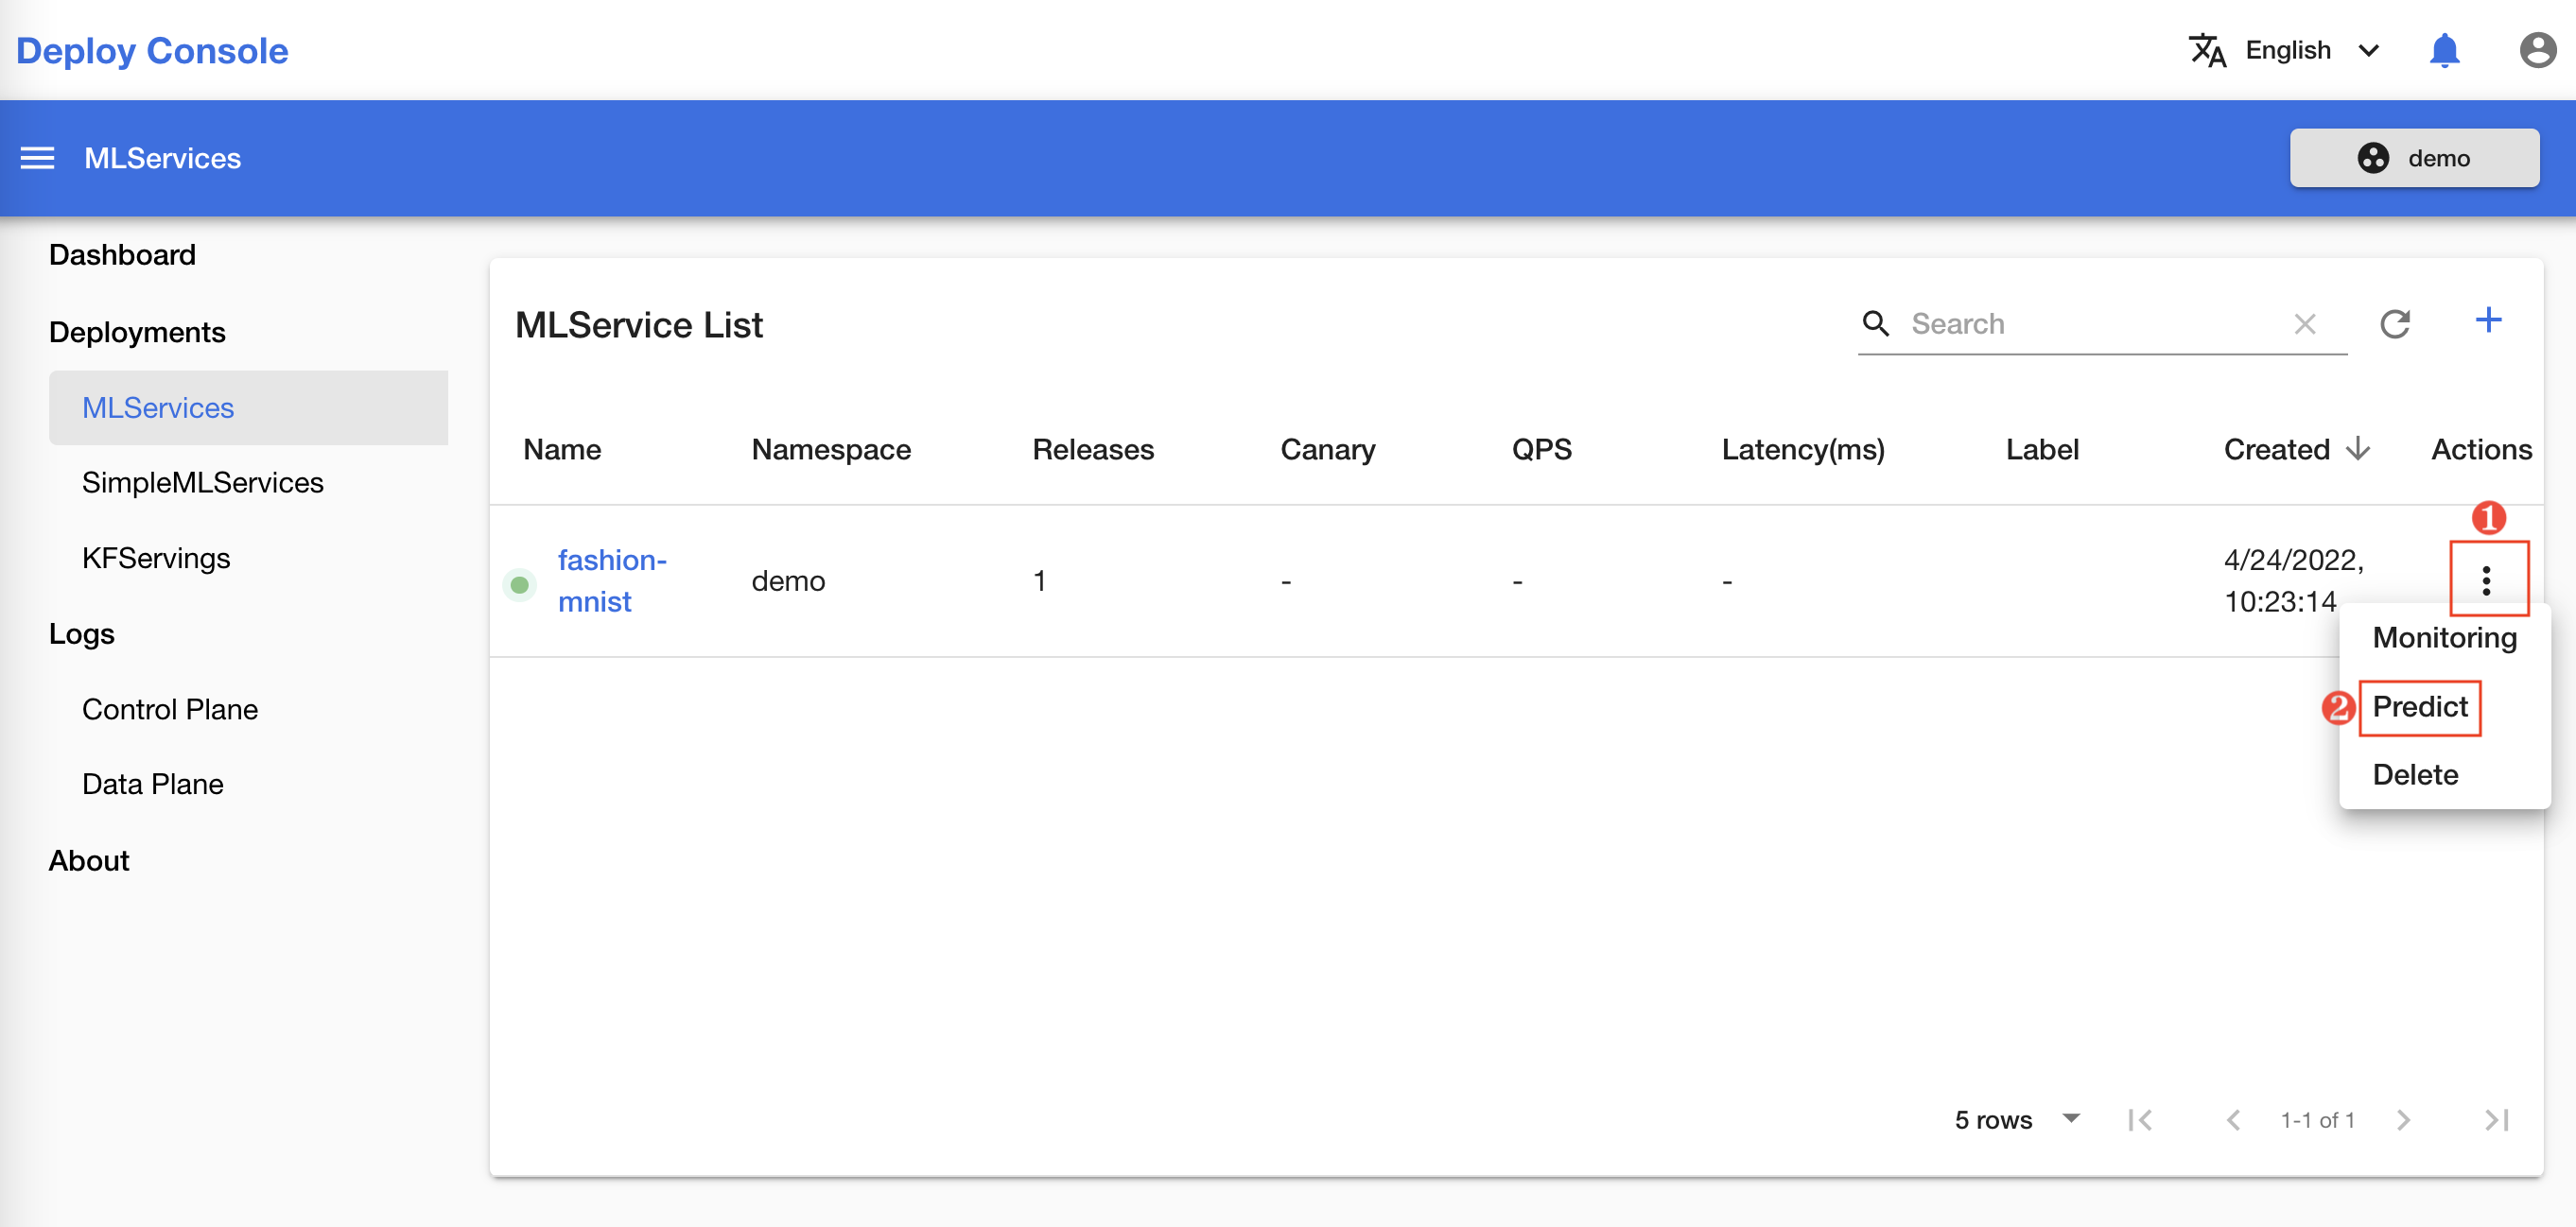 Deploy Console
English
MLServices
demo
Dashboard
Deployments
MLServices
SimpleMLServices
KFServings
Logs
Control Plane
Data Plane
About
MLService List
Search
Name Namespace Releases Canary QPS Latency(ms) Label Created Actions
1
fashion-
mnist
demo 1 - - -
4/24/2022,
10:23:14
Monitoring
2 Predict
Delete
5 rows 1-1 of 1